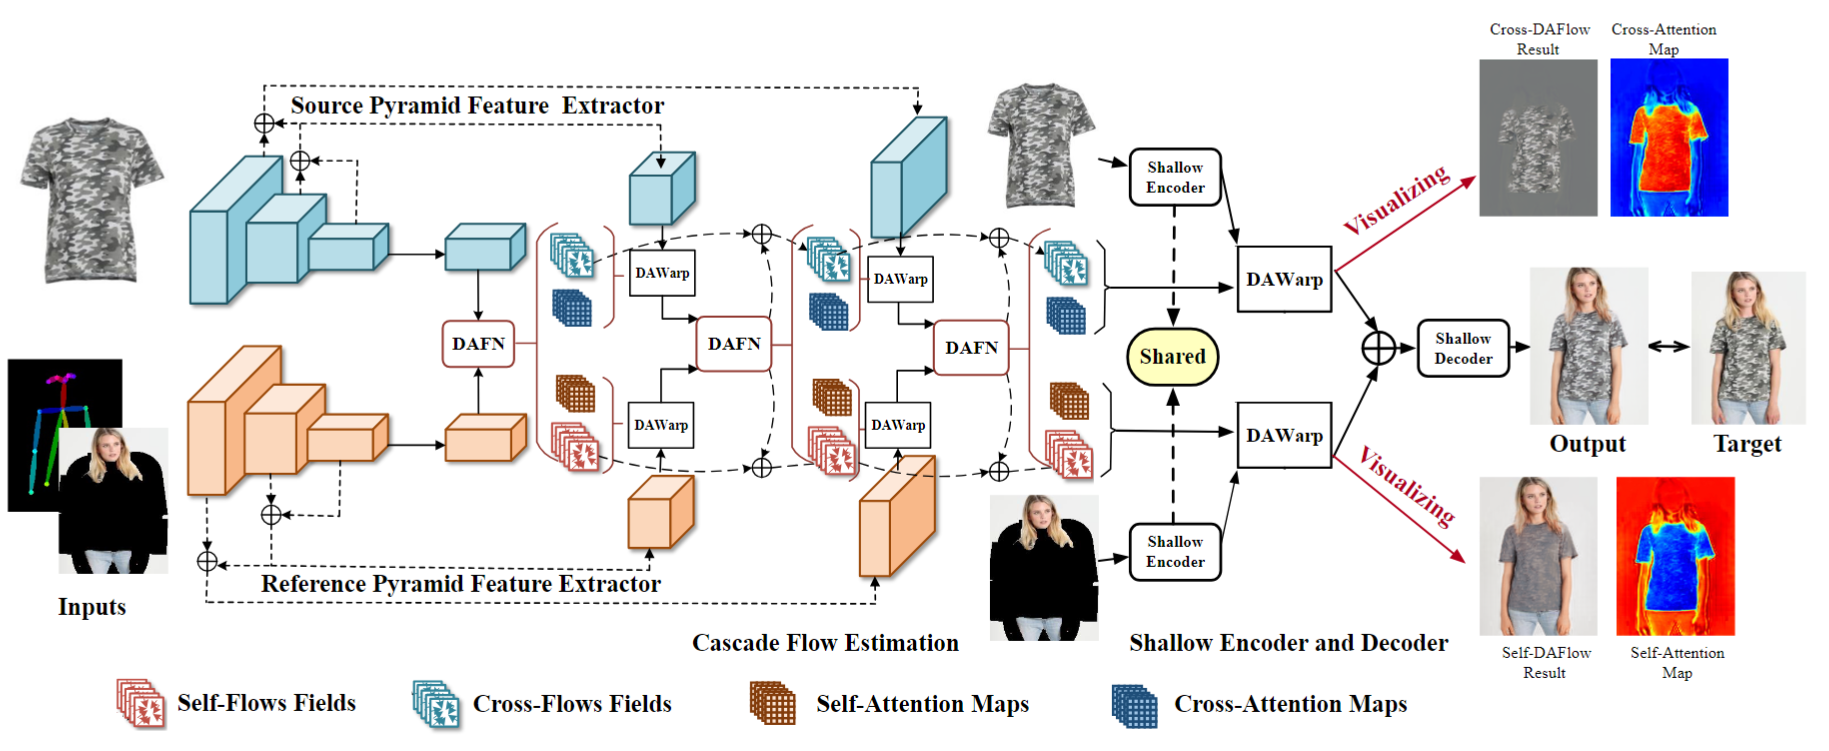 Cross-DAFlow
Result
Cross-Attention
Map
Source Pyramid Feature Extractor
Shallow
Encoder
Visualizing
DAWarp
DAWarp
DAWarp
DAFN
DAFN
DAFN
Shared
Shallow
Decoder
DAWarp
DAWarp
DAWarp
Output
Target
Visualizing
Shallow
Encoder
Reference Pyramid Feature Extractor
Inputs
Cascade Flow Estimation
Shallow Encoder and Decoder
Self-DAFlow
Result
Self-Attention
Map
Self-Flows Fields
Cross-Flows Fields
Self-Attention Maps
Cross-Attention Maps